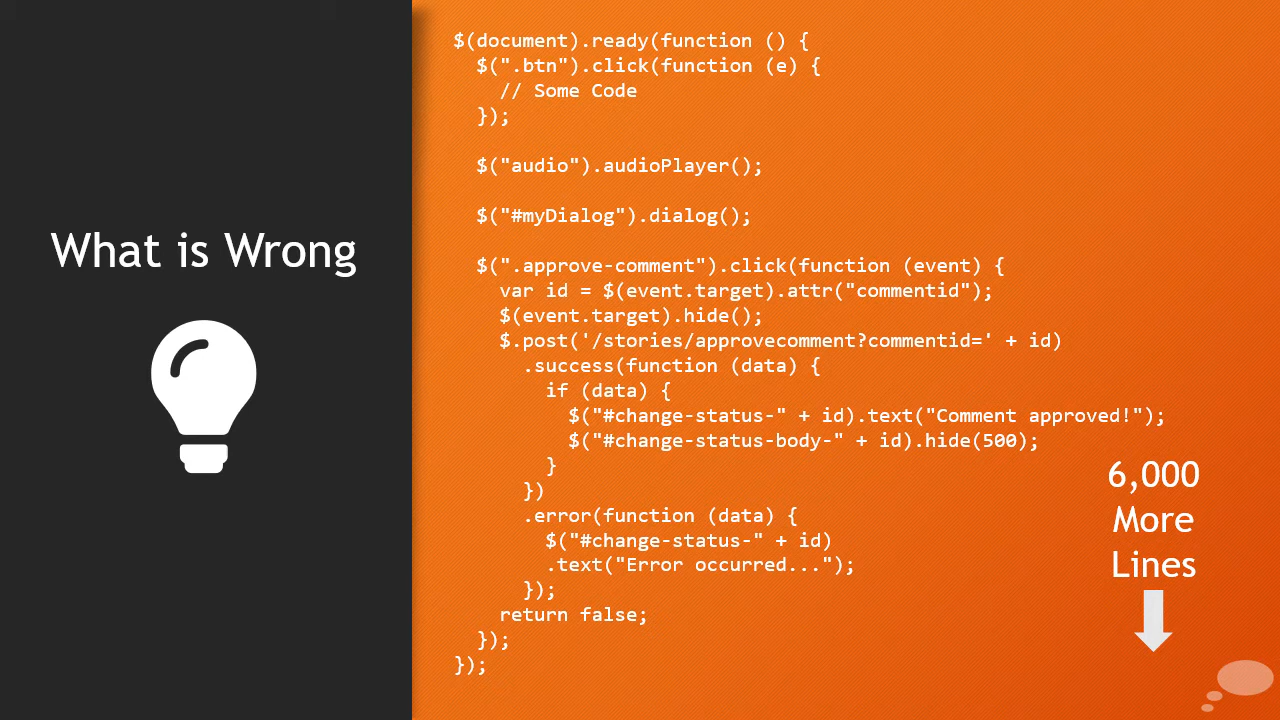 What is Wrong
$(document).ready(function () {
  $(".btn").click(function (e) {
    // Some Code
  });

  $("audio").audioPlayer();

  $("#myDialog").dialog();

  $(".approve-comment").click(function (event) {
    var id = $(event.target).attr("commentid");
    $(event.target).hide();
    $.post('/stories/approvecomment?commentid=' + id)
      .success(function (data) {
        if (data) {
          $("#change-status-" + id).text("Comment approved!");
          $("#change-status-body-" + id).hide(500);
        }
      })
      .error(function (data) {
        $("#change-status-" + id)
        .text("Error occurred...");
      });
    return false;
  });
});
6,000
More
Lines